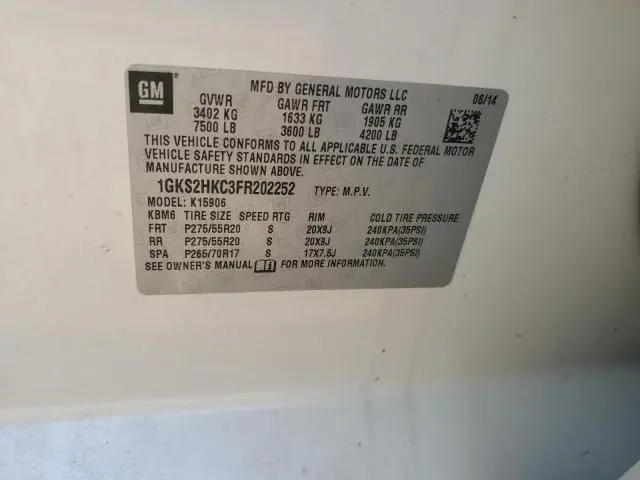 GM
MFD BY GENERAL MOTORS LLC
06/14
GVWR GAWR FRT GAWR RR
3402 KG 1633 KG 1905 KG
7500 LB 3600 LB 4200 LB
THIS VEHICLE CONFORMS TO ALL APPLICABLE U.S. FEDERAL MOTOR
VEHICLE SAFETY STANDARDS IN EFFECT ON THE DATE OF
MANUFACTURE SHOWN ABOVE.
1GKS2HKC3FR202252 TYPE: M.P.V.
MODEL: K15906
KBM6 TIRE SIZE SPEED RTG RIM COLD TIRE PRESSURE
FRT P275/55R20 S 20X9J 240KPA(35PSI)
RR P275/55R20 S 20X9J 240KPA(35PSI)
SPA P265/70R17 S 17X7.5J 240KPA(35PSI)
SEE OWNER'S MANUAL FOR MORE INFORMATION.